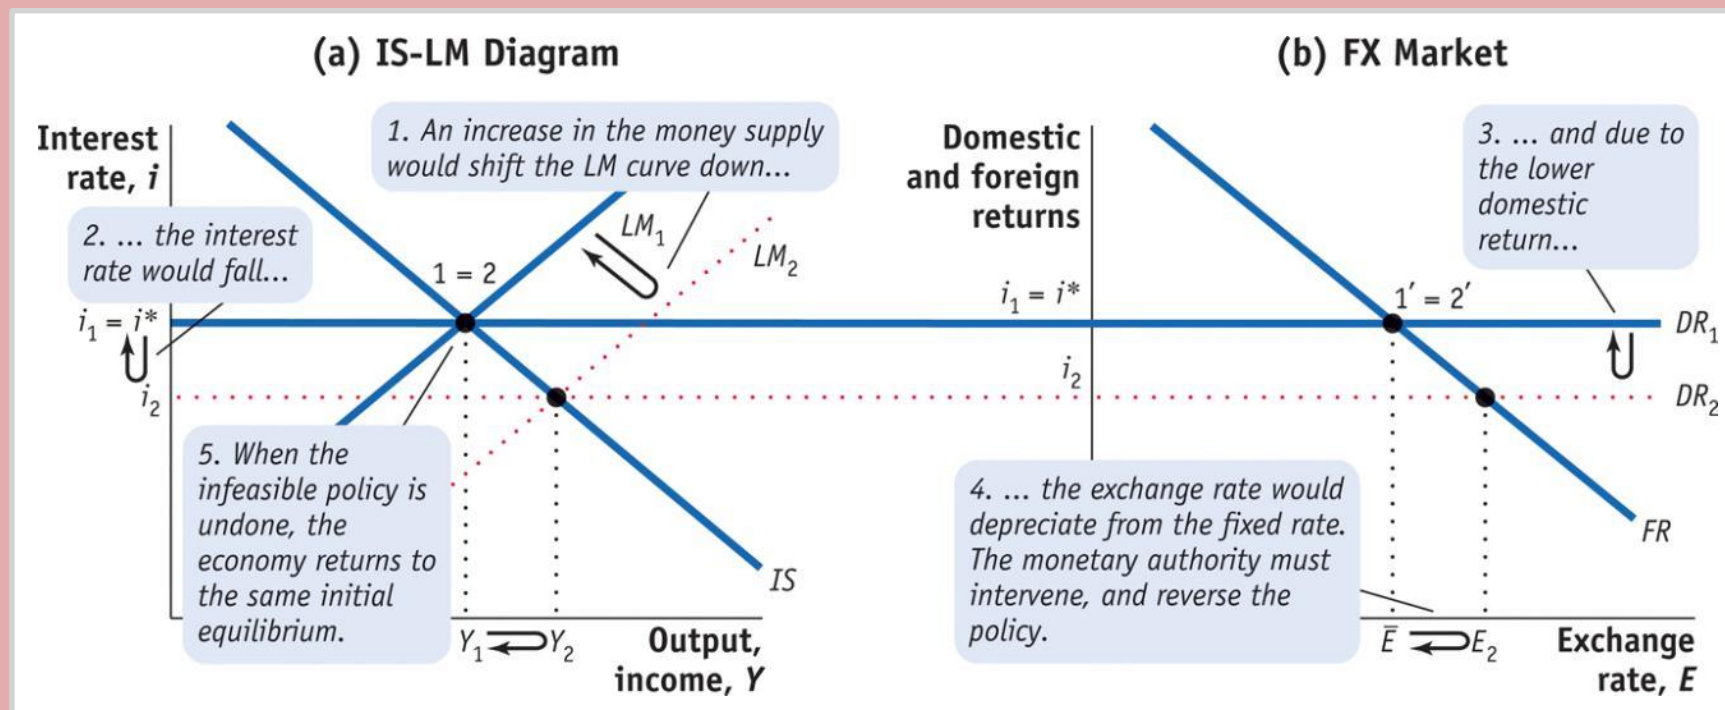 (a) IS-LM Diagram
Interest
rate, i
1. An increase in the money supply
would shift the LM curve down...
2. ... the interest
rate would fall...
LM₁
LM₂
1 = 2
i₁ = i*
i₂
5. When the
infeasible policy is
undone, the
economy returns to
the same initial
equilibrium.
IS
Y₁
Y₂
Output,
income, Y
(b) FX Market
Domestic
and foreign
returns
3. ... and due to
the lower
domestic
return...
i₁ = i*
1′ = 2′
DR₁
i₂
DR₂
4. ... the exchange rate would
depreciate from the fixed rate.
The monetary authority must
intervene, and reverse the
policy.
FR
E̅
E₂
Exchange
rate, E